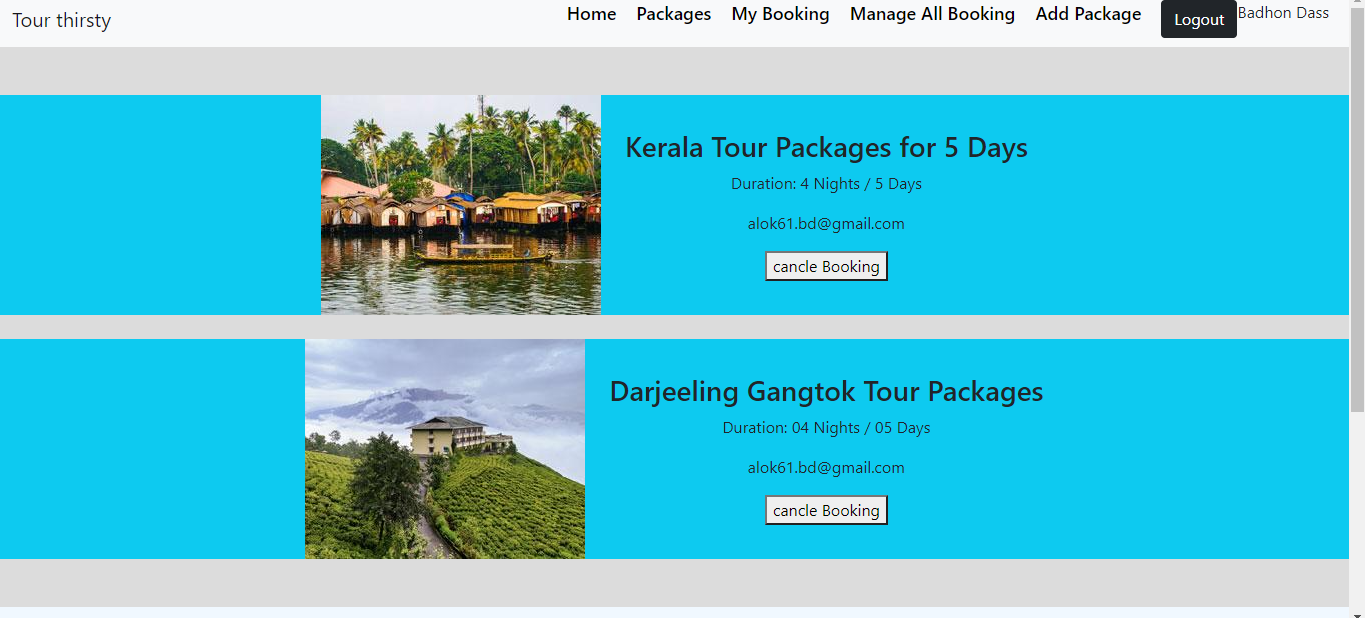 Tour thirsty
Home Packages My Booking Manage All Booking Add Package Logout Badhon Dass
Kerala Tour Packages for 5 Days
Duration: 4 Nights / 5 Days
alok61.bd@gmail.com
cancle Booking
Darjeeling Gangtok Tour Packages
Duration: 04 Nights / 05 Days
alok61.bd@gmail.com
cancle Booking